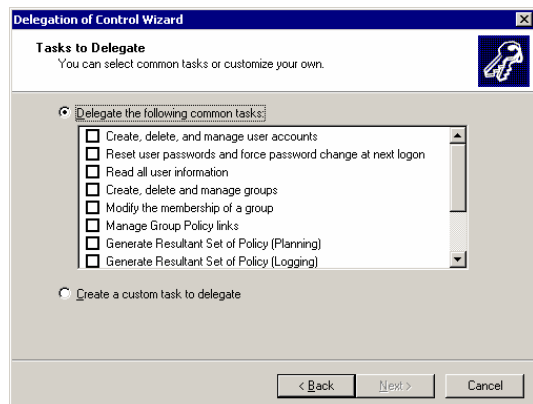 Delegation of Control Wizard
Tasks to Delegate
You can select common tasks or customize your own.
Delegate the following common tasks:
Create, delete, and manage user accounts
Reset user passwords and force password change at next logon
Read all user information
Create, delete and manage groups
Modify the membership of a group
Manage Group Policy links
Generate Resultant Set of Policy (Planning)
Generate Resultant Set of Policy (Logging)
Create a custom task to delegate
< Back Next > Cancel